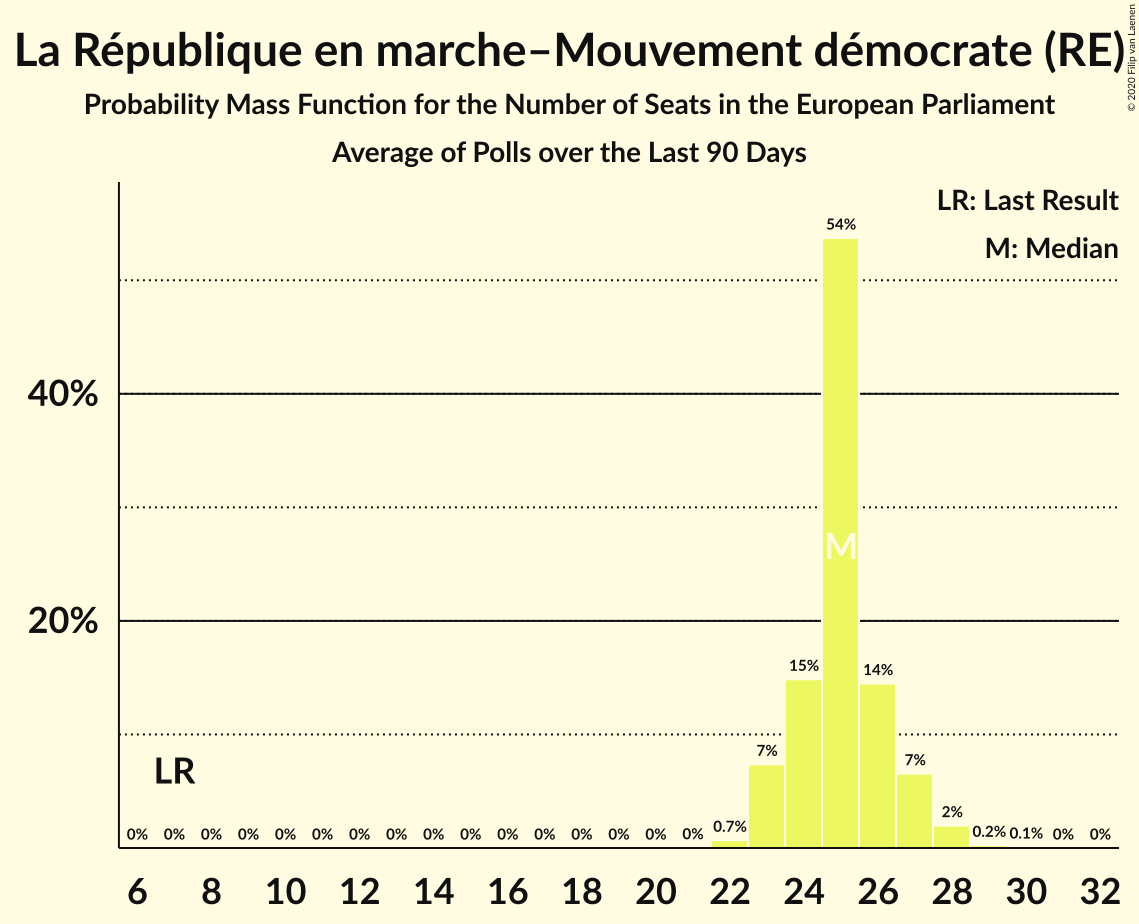 La République en marche–Mouvement démocrate (RE)
© 2020 Filip van Laenen
Probability Mass Function for the Number of Seats in the European Parliament
Average of Polls over the Last 90 Days
LR: Last Result
M: Median
54%
40%
M
20%
15%
14%
7%
7%
LR
2%
0% 0% 0% 0% 0% 0% 0% 0% 0% 0% 0% 0% 0% 0% 0% 0% 0.7% 0.2% 0.1% 0% 0%
6 8 10 12 14 16 18 20 22 24 26 28 30 32